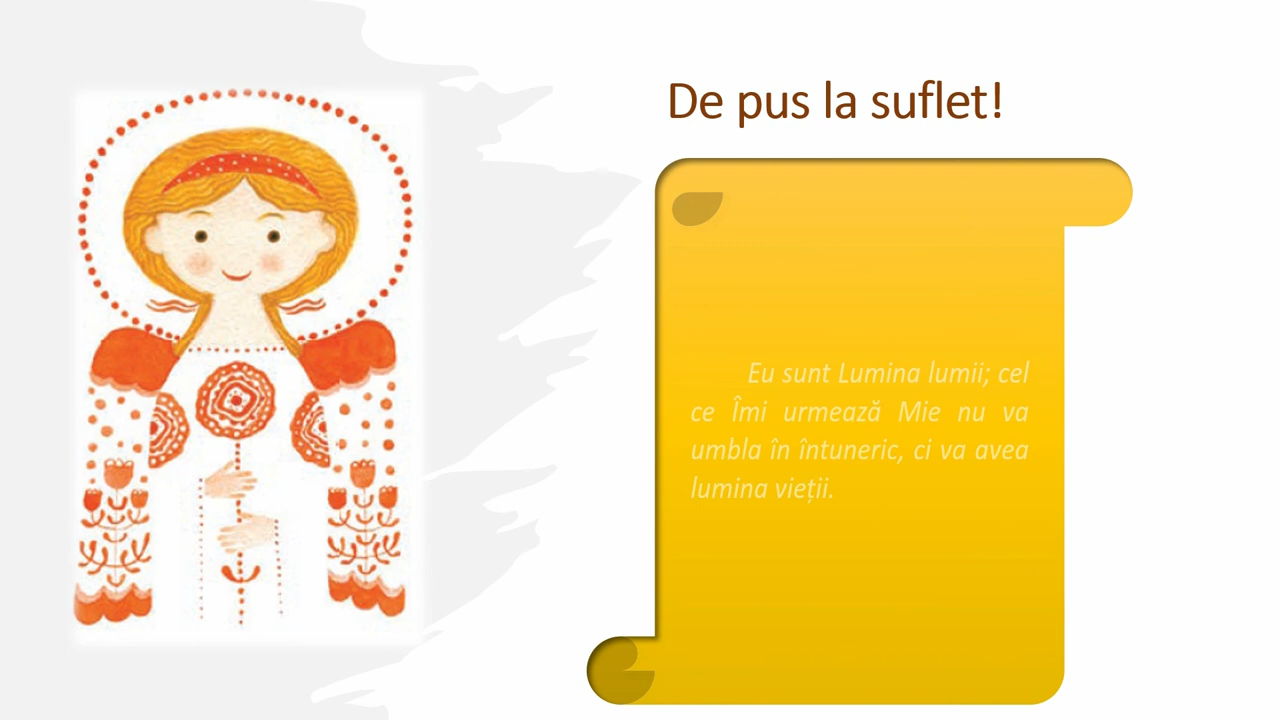 De pus la suflet!
Eu sunt Lumina lumii; cel
ce Îmi urmează Mie nu va
umbla în întuneric, ci va avea
lumina vieții.